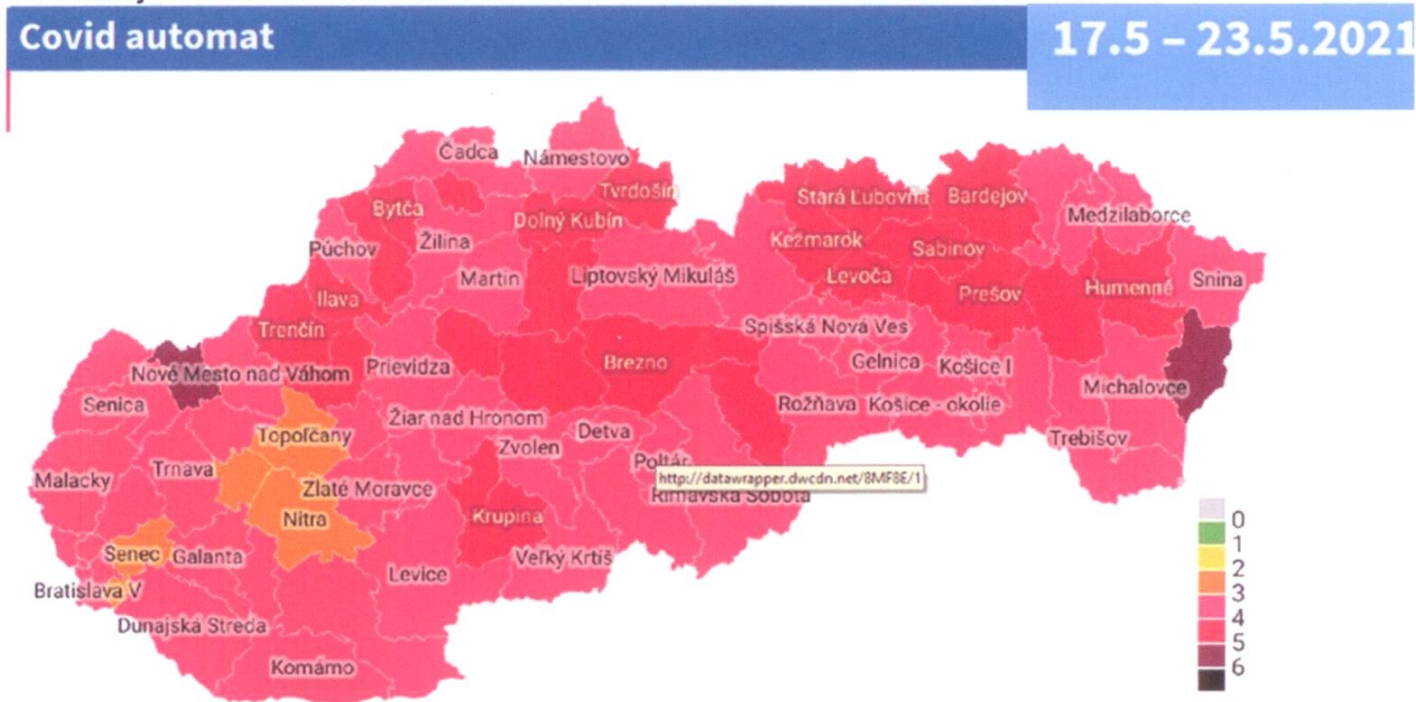 Covid automat
17.5 – 23.5.2021
Čadca
Námestovo
Tvrdošín
Stará Ľubovňa
Bardejov
Bytča
Dolný Kubín
Medzilaborce
Púchov
Žilina
Kežmarok
Sabinov
Martin
Liptovský Mikuláš
Levoča
Snina
Ilava
Prešov
Humenné
Trenčín
Spišská Nová Ves
Nové Mesto nad Váhom
Prievidza
Brezno
Gelnica
Košice I
Michalovce
Senica
Žiar nad Hronom
Rožňava
Košice - okolie
Topoľčany
Zvolen
Detva
Trebišov
Malacky
Trnava
Poltár
Zlaté Moravce
http://datawrapper.dwcdn.net/8MF8E/1
Rimavská Sobota
Nitra
Krupina
0
1
Senec
Galanta
Veľký Krtíš
2
Bratislava V
Levice
3
4
Dunajská Streda
5
Komárno
6